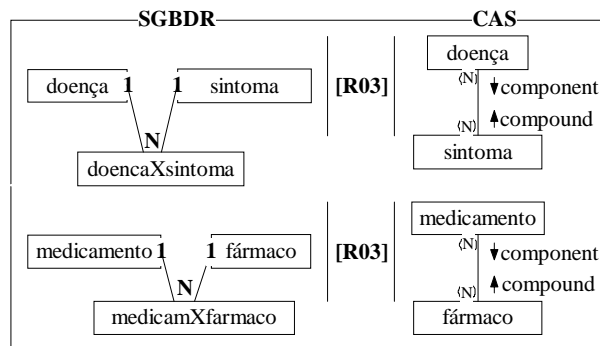 SGBDR CAS
doença 1 1 sintoma
N
doencaXsintoma
[R03]
doença
(N)
component
compound
(N)
sintoma
medicamento 1 1 fármaco
N
medicamXfarmaco
[R03]
medicamento
(N)
component
compound
(N)
fármaco